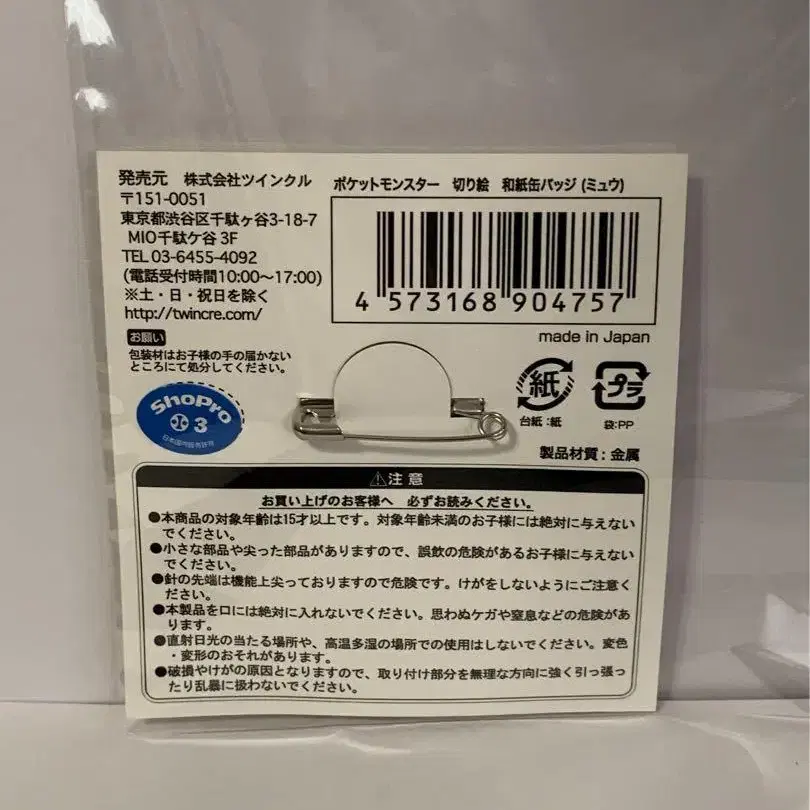 発売元 株式会社ツインクル
〒151-0051
東京都渋谷区千駄ヶ谷3-18-7
MIO千駄ケ谷 3F
TEL 03-6455-4092
(電話受付時間10:00〜17:00)
※土・日・祝日を除く
http://twincre.com/
お願い
包装材はお子様の手の届かない
ところにて処分してください。
ShoPro
3
日本国内販売許諾
ポケットモンスター 切り絵 和紙缶バッジ (ミュウ)
4 573168 904757
made in Japan
紙
台紙:紙
プラ
袋:PP
製品材質:金属
⚠注 意
お買い上げのお客様へ 必ずお読みください。
●本商品の対象年齢は15才以上です。対象年齢未満のお子様には絶対に与えない
でください。
●小さな部品や尖った部品がありますので、誤飲の危険があるお子様に与えない
でください。
●針の先端は機能上尖っておりますので危険です。けがをしないようにご注意く
ださい。
●本製品を口には絶対に入れないでください。思わぬケガや窒息などの危険があ
ります。
●直射日光の当たる場所や、高温多湿の場所での使用はしないでください。変色
・変形のおそれがあります。
●破損やけがの原因となりますので、取り付け部分を無理な方向に強く引っ張っ
たり乱暴に扱わないでください。